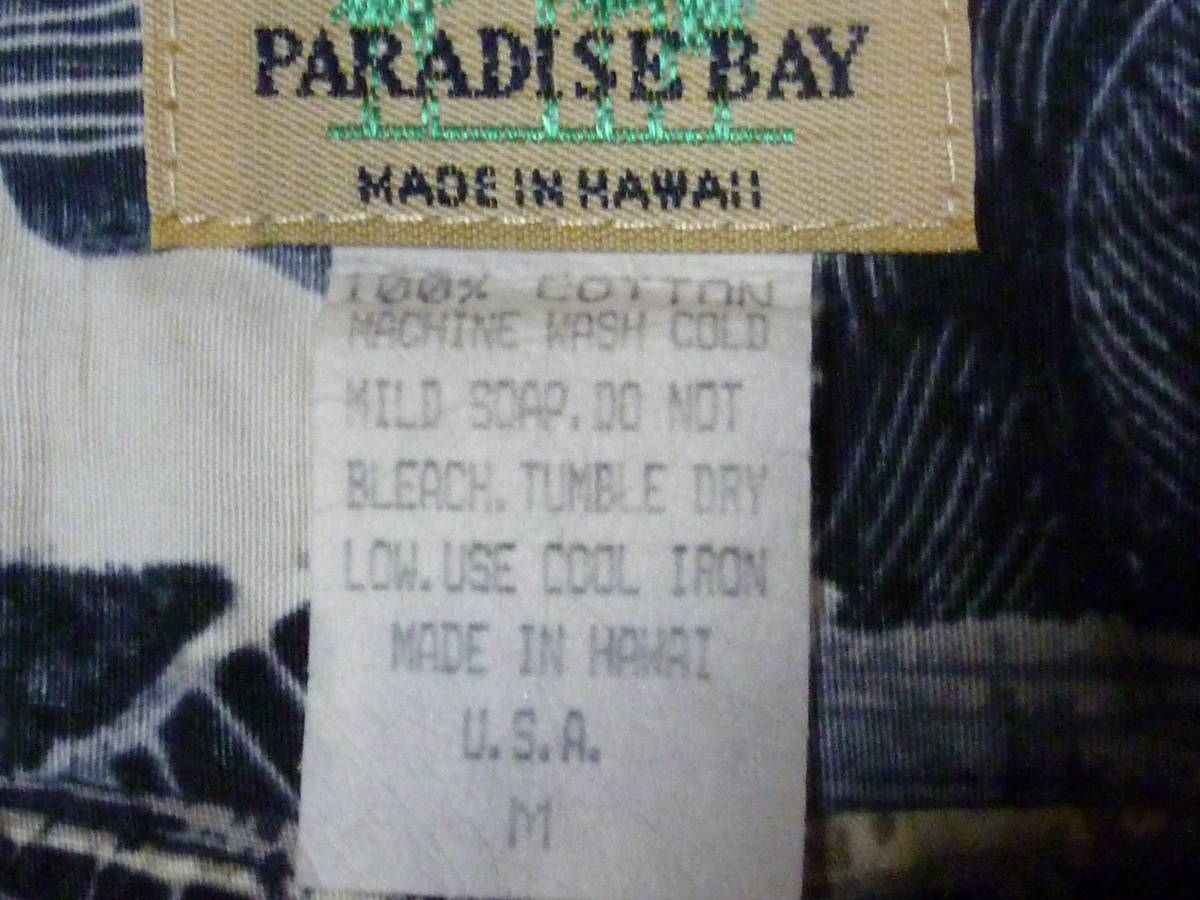 PARADISE BAY
MADE IN HAWAII
100% COTTON
MACHINE WASH COLD
MILD SOAP. DO NOT
BLEACH. TUMBLE DRY
LOW. USE COOL IRON
MADE IN HAWAI
U.S.A.
M